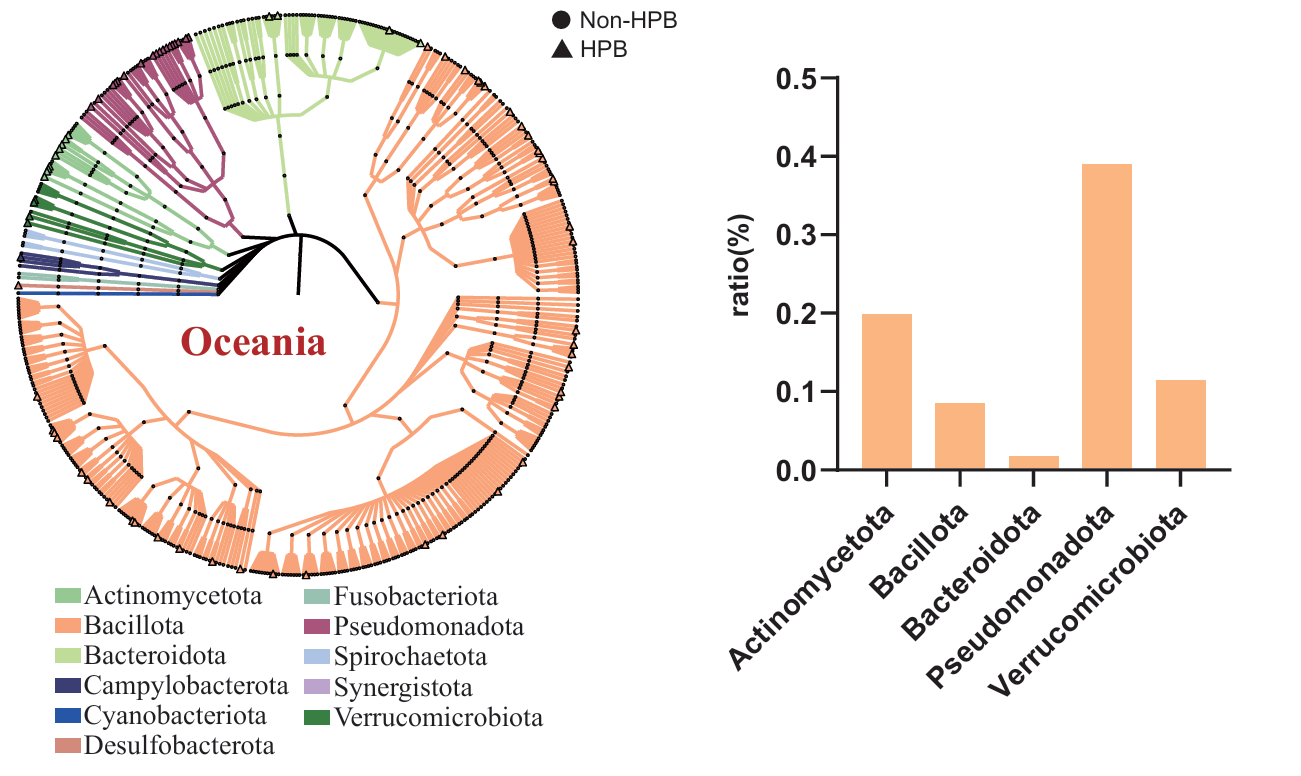 Non-HPB
HPB
Oceania
Actinomycetota
Bacillota
Bacteroidota
Campylobacterota
Cyanobacteriota
Desulfobacterota
Fusobacteriota
Pseudomonadota
Spirochaetota
Synergistota
Verrucomicrobiota
ratio(%)
0.5
0.4
0.3
0.2
0.1
0.0
Actinomycetota
Bacillota
Bacteroidota
Pseudomonadota
Verrucomicrobiota